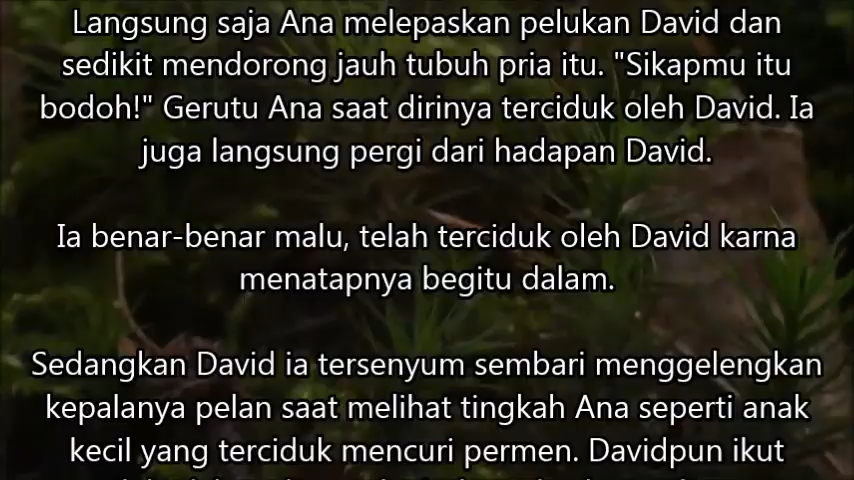 Langsung saja Ana melepaskan pelukan David dan
sedikit mendorong jauh tubuh pria itu. "Sikapmu itu
bodoh!" Gerutu Ana saat dirinya terciduk oleh David. Ia
juga langsung pergi dari hadapan David.
Ia benar-benar malu, telah terciduk oleh David karna
menatapnya begitu dalam.
Sedangkan David ia tersenyum sembari menggelengkan
kepalanya pelan saat melihat tingkah Ana seperti anak
kecil yang terciduk mencuri permen. Davidpun ikut